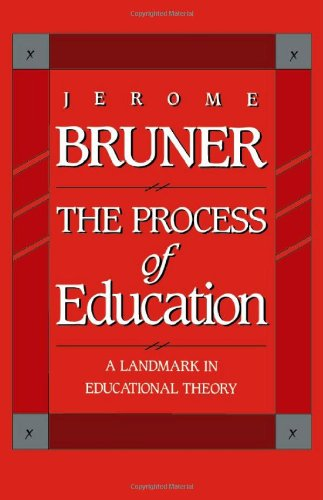 x x
JEROME
BRUNER
THE PROCESS
of
Education
A LANDMARK IN
EDUCATIONAL THEORY
x x